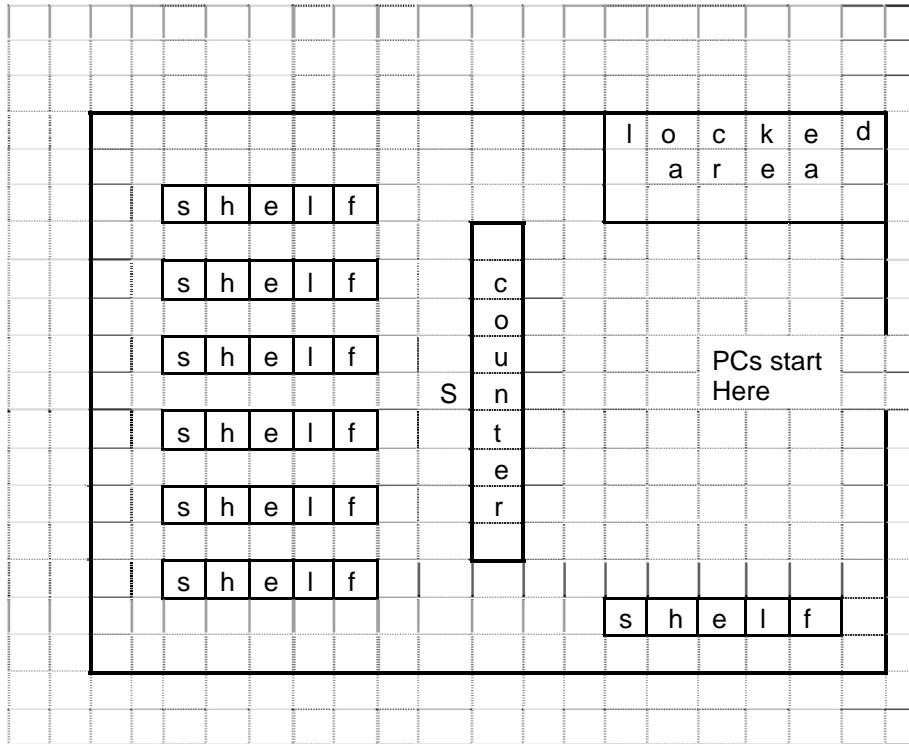 l o c k e d
a r e a
s h e l f
s h e l f
c
o
s h e l f
u
PCs start
Here
S
n
s h e l f
t
e
s h e l f
r
s h e l f
s h e l f